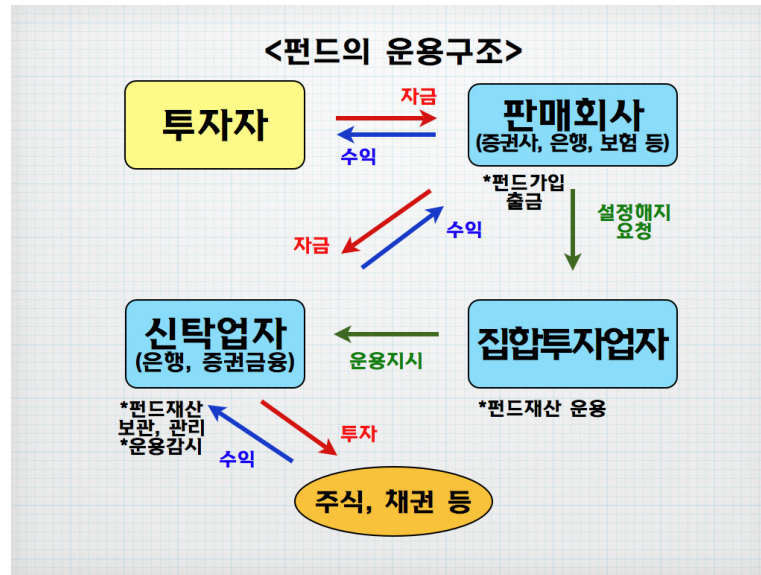 <펀드의 운용구조>
투자자
자금
수익
판매회사
(증권사, 은행, 보험 등)
*펀드가입
출금
설정해지
요청
자금
수익
신탁업자
(은행, 증권금융)
운용지시
집합투자업자
*펀드재산
보관, 관리
*운용감시
*펀드재산 운용
투자
수익
주식, 채권 등